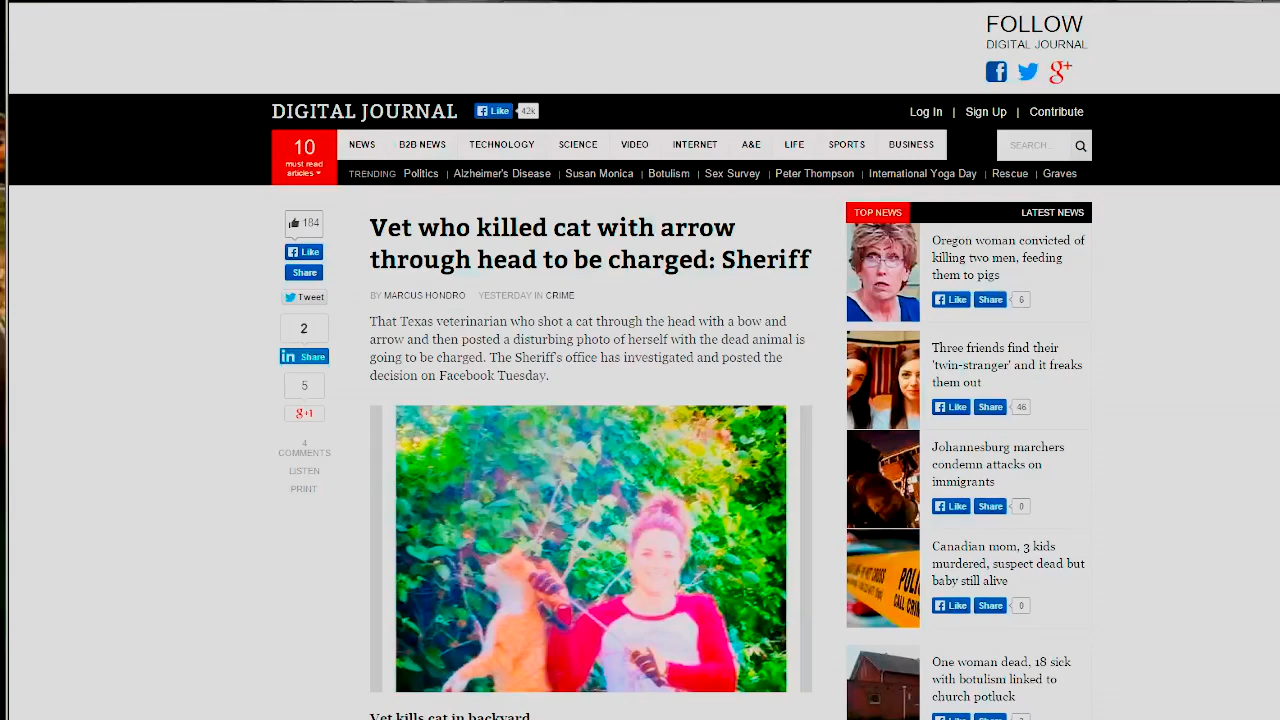 FOLLOW
DIGITAL JOURNAL
DIGITAL JOURNAL
Like 42k
Log In | Sign Up | Contribute
10
must read
articles
NEWS B2B NEWS TECHNOLOGY SCIENCE VIDEO INTERNET A&E LIFE SPORTS BUSINESS
SEARCH...
TRENDING Politics | Alzheimer's Disease | Susan Monica | Botulism | Sex Survey | Peter Thompson | International Yoga Day | Rescue | Graves
184
Like
Share
Tweet
2
in Share
5
g+1
4
COMMENTS
LISTEN
PRINT
Vet who killed cat with arrow
through head to be charged: Sheriff
BY MARCUS HONDRO YESTERDAY IN CRIME
That Texas veterinarian who shot a cat through the head with a bow and
arrow and then posted a disturbing photo of herself with the dead animal is
going to be charged. The Sheriff's office has investigated and posted the
decision on Facebook Tuesday.
Vet kills cat in backyard
TOP NEWS LATEST NEWS
Oregon woman convicted of
killing two men, feeding
them to pigs
Like Share 6
Three friends find their
'twin-stranger' and it freaks
them out
Like Share 46
Johannesburg marchers
condemn attacks on
immigrants
Like Share 0
Canadian mom, 3 kids
murdered, suspect dead but
baby still alive
Like Share 0
One woman dead, 18 sick
with botulism linked to
church potluck
Like Share